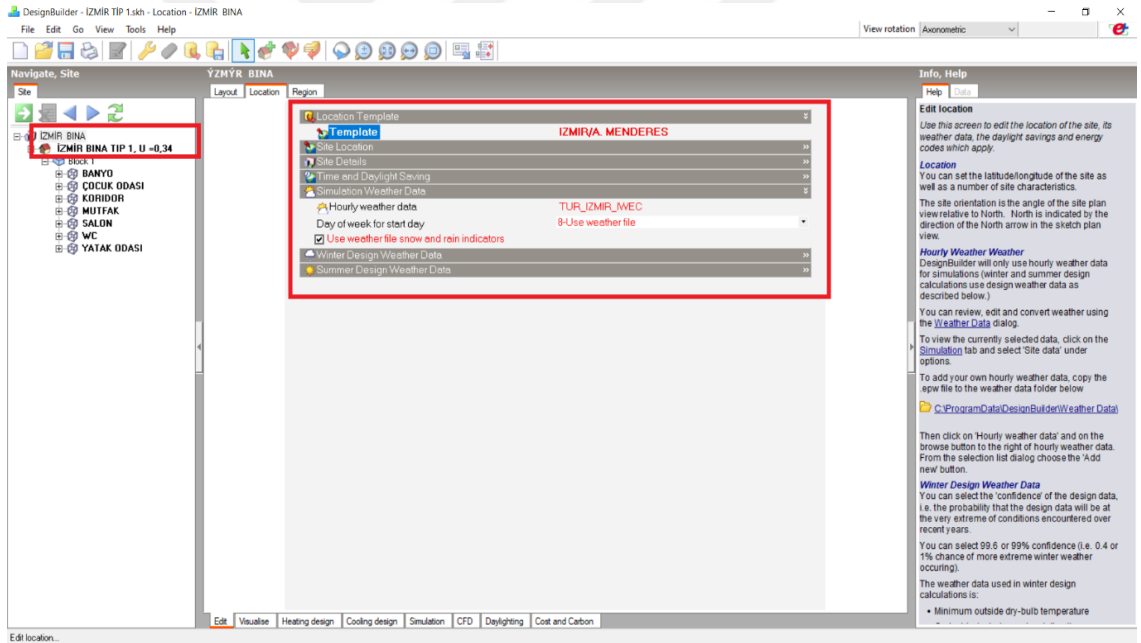 DesignBuilder - İZMİR TİP 1.skh - Location - İZMİR BINA
File Edit Go View Tools Help
View rotation Axonometric
Navigate, Site
Site
İZMİR BINA
İZMİR BINA TIP 1, U =0,34
Block 1
BANYO
ÇOCUK ODASI
KORIDOR
MUTFAK
SALON
WC
YATAK ODASI
ÝZMÝR BINA
Layout Location Region
Location Template
Template IZMIR/A. MENDERES
Site Location
Site Details
Time and Daylight Saving
Simulation Weather Data
Hourly weather data TUR_IZMIR_IWEC
Day of week for start day 8-Use weather file
Use weather file snow and rain indicators
Winter Design Weather Data
Summer Design Weather Data
Edit Visualise Heating design Cooling design Simulation CFD Daylighting Cost and Carbon
Info, Help
Help Data
Edit location
Use this screen to edit the location of the site, its
weather data, the daylight savings and energy
codes which apply.
Location
You can set the latitude/longitude of the site as
well as a number of site characteristics.
The site orientation is the angle of the site plan
view relative to North. North is indicated by the
direction of the North arrow in the sketch plan
view.
Hourly Weather Weather
DesignBuilder will only use hourly weather data
for simulations (winter and summer design
calculations use design weather data as
described below.)
You can review, edit and convert weather using
the Weather Data dialog.
To view the currently selected data, click on the
Simulation tab and select 'Site data' under
options.
To add your own hourly weather data, copy the
.epw file to the weather data folder below
C:\ProgramData\DesignBuilder\Weather Data\
Then click on 'Hourly weather data' and on the
browse button to the right of hourly weather data.
From the selection list dialog choose the 'Add
new' button.
Winter Design Weather Data
You can select the 'confidence' of the design data,
i.e. the probability that the design data will be at
the very extreme of conditions encountered over
recent years.
You can select 99.6 or 99% confidence (i.e. 0.4 or
1% chance of more extreme winter weather
occuring).
The weather data used in winter design
calculations is:
• Minimum outside dry-bulb temperature
Edit location...